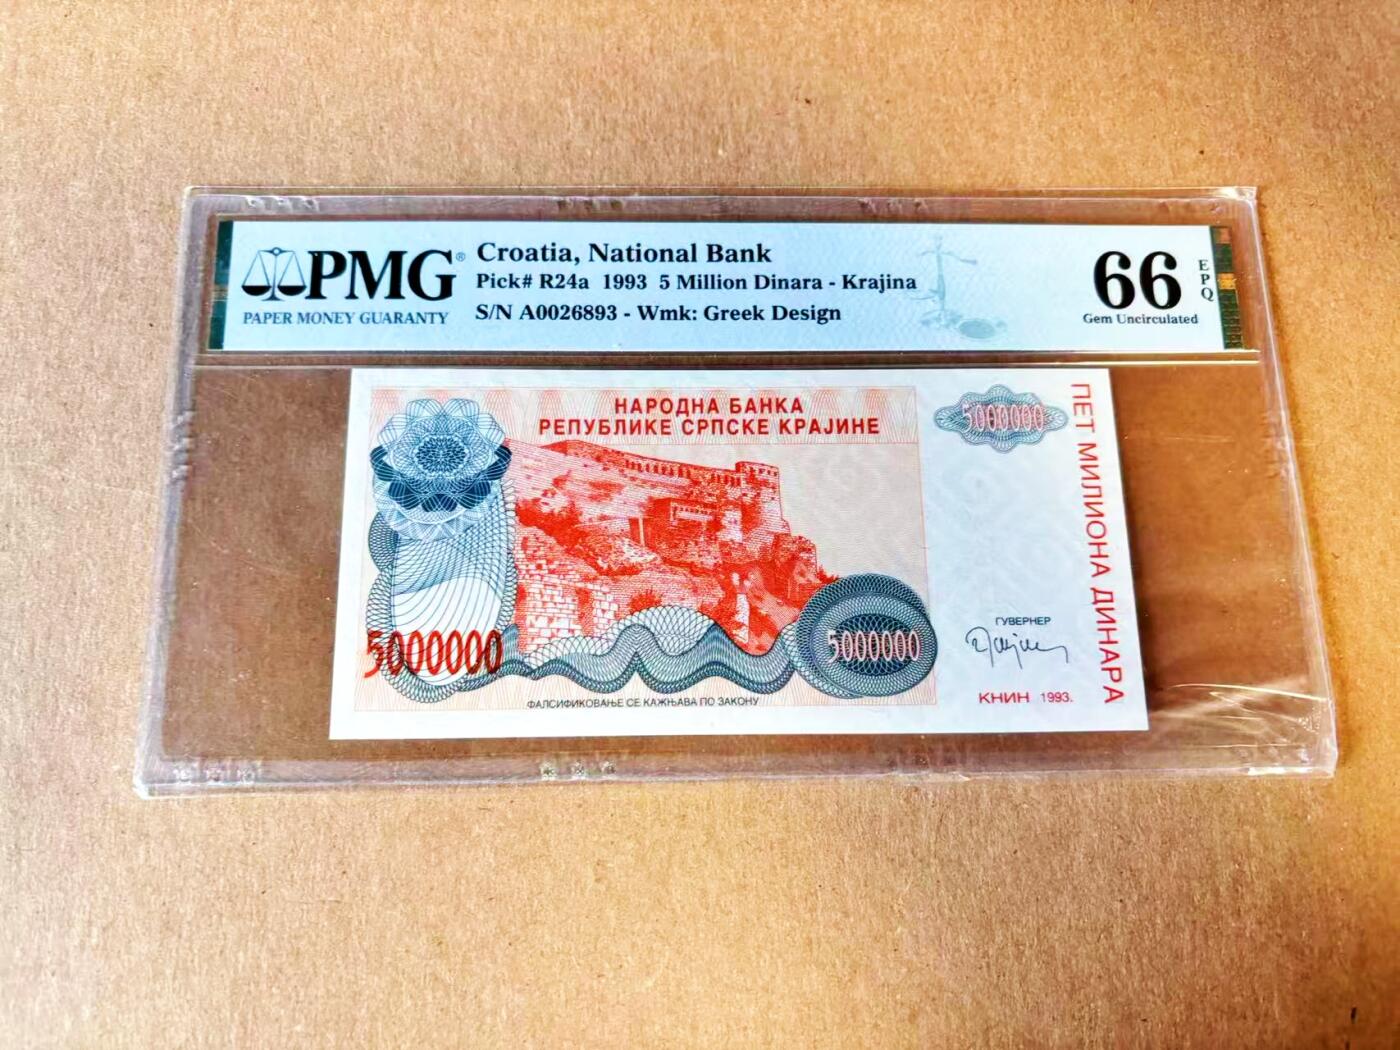 PMG®
PAPER MONEY GUARANTY
Croatia, National Bank
Pick# R24a 1993 5 Million Dinara - Krajina
S/N A0026893 - Wmk: Greek Design
66
EPQ
Gem Uncirculated
НАРОДНА БАНКА
РЕПУБЛИКЕ СРПСКЕ КРАЈИНЕ
5000000
ПЕТ МИЛИОНА ДИНАРА
5000000
5000000
ГУВЕРНЕР
КНИН 1993.
ФАЛСИФИКОВАЊЕ СЕ КАЖЊАВА ПО ЗАКОНУ